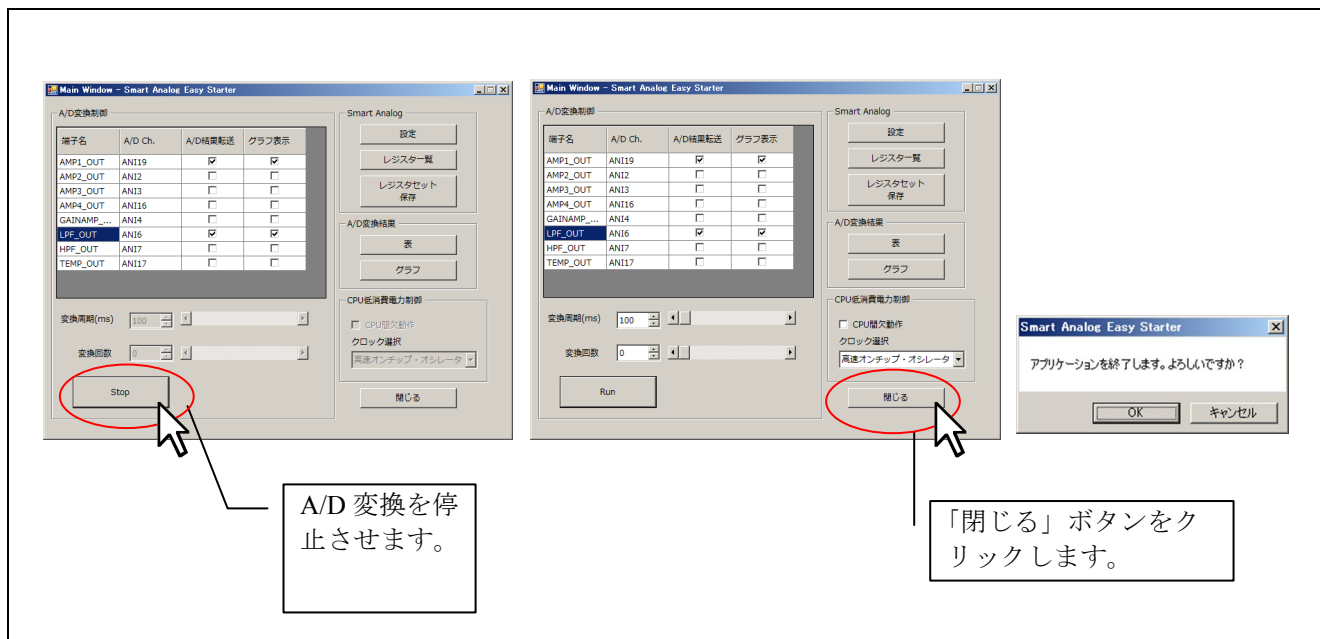 Main Window - Smart Analog Easy Starter
A/D変換制御
端子名 A/D Ch. A/D結果転送 グラフ表示
AMP1_OUT ANI19
AMP2_OUT ANI2
AMP3_OUT ANI3
AMP4_OUT ANI16
GAINAMP_... ANI4
LPF_OUT ANI6
HPF_OUT ANI7
TEMP_OUT ANI17
変換周期(ms) 100
変換回数 0
Stop
Smart Analog
設定
レジスタ一覧
レジスタセット
保存
A/D変換結果
表
グラフ
CPU低消費電力制御
CPU間欠動作
クロック選択
高速オンチップ・オシレータ
閉じる
A/D 変換を停
止させます。
Main Window - Smart Analog Easy Starter
A/D変換制御
端子名 A/D Ch. A/D結果転送 グラフ表示
AMP1_OUT ANI19
AMP2_OUT ANI2
AMP3_OUT ANI3
AMP4_OUT ANI16
GAINAMP_... ANI4
LPF_OUT ANI6
HPF_OUT ANI7
TEMP_OUT ANI17
変換周期(ms) 100
変換回数 0
Run
Smart Analog
設定
レジスタ一覧
レジスタセット
保存
A/D変換結果
表
グラフ
CPU低消費電力制御
CPU間欠動作
クロック選択
高速オンチップ・オシレータ
閉じる
「閉じる」ボタンをク
リックします。
Smart Analog Easy Starter
アプリケーションを終了します。よろしいですか？
OK キャンセル